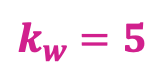 k_w = 5